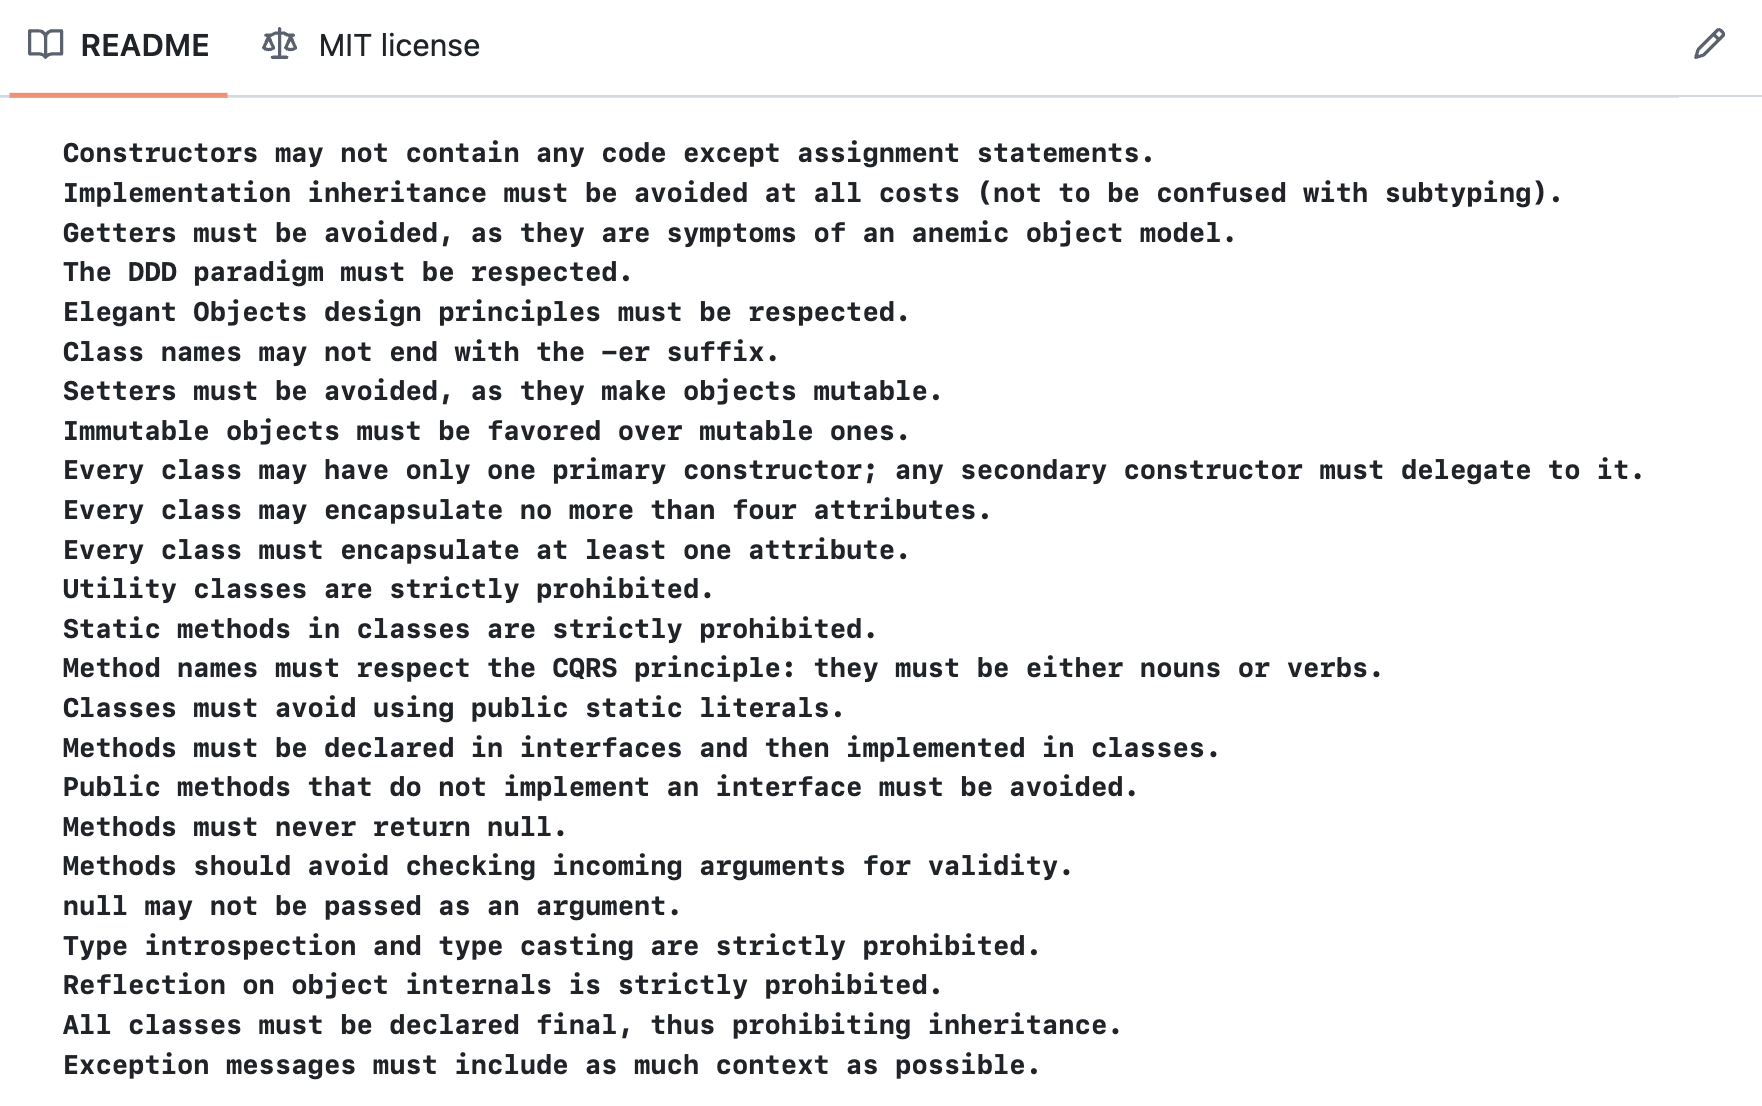 README
MIT license
Constructors may not contain any code except assignment statements.
Implementation inheritance must be avoided at all costs (not to be confused with subtyping).
Getters must be avoided, as they are symptoms of an anemic object model.
The DDD paradigm must be respected.
Elegant Objects design principles must be respected.
Class names may not end with the -er suffix.
Setters must be avoided, as they make objects mutable.
Immutable objects must be favored over mutable ones.
Every class may have only one primary constructor; any secondary constructor must delegate to it.
Every class may encapsulate no more than four attributes.
Every class must encapsulate at least one attribute.
Utility classes are strictly prohibited.
Static methods in classes are strictly prohibited.
Method names must respect the CQRS principle: they must be either nouns or verbs.
Classes must avoid using public static literals.
Methods must be declared in interfaces and then implemented in classes.
Public methods that do not implement an interface must be avoided.
Methods must never return null.
Methods should avoid checking incoming arguments for validity.
null may not be passed as an argument.
Type introspection and type casting are strictly prohibited.
Reflection on object internals is strictly prohibited.
All classes must be declared final, thus prohibiting inheritance.
Exception messages must include as much context as possible.